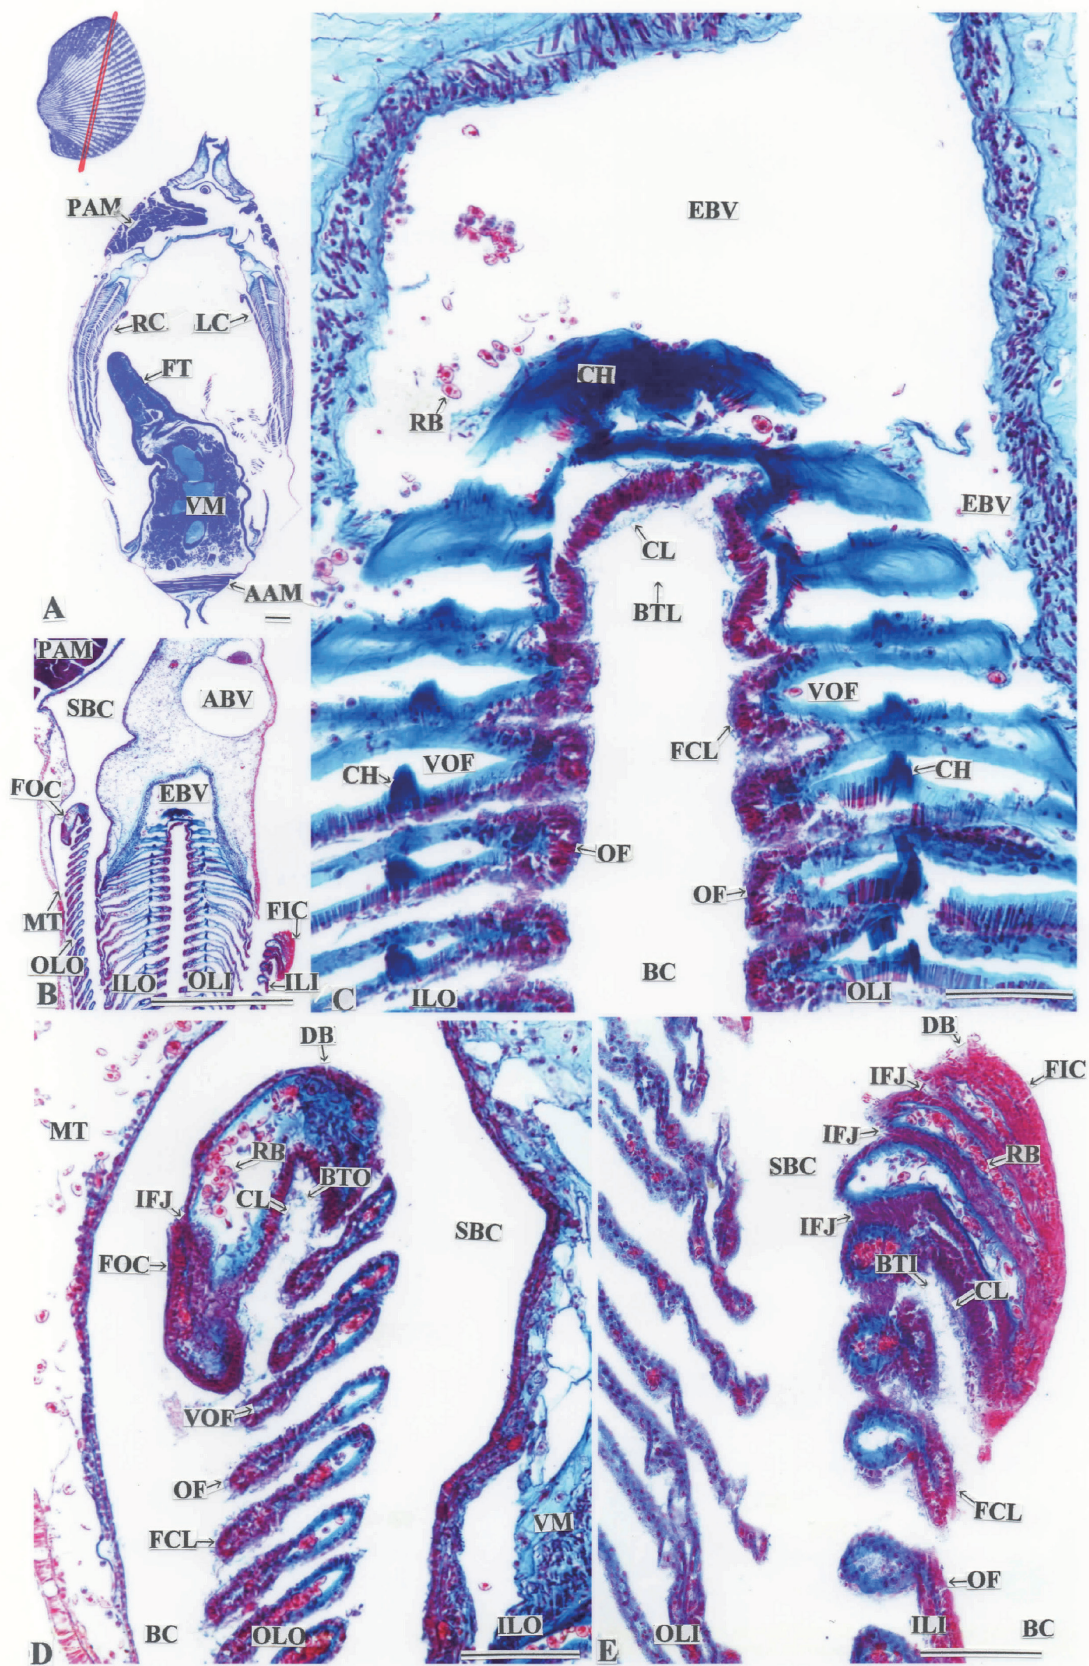 PAM
RC
LC
FT
VM
AAM
A
PAM
SBC
ABV
FOC
EBV
MT
FIC
OLO
ILI
B
ILO
OLI
EBV
CH
RB
EBV
CL
BTL
VOF
VOF
FCL
CH
CH
OF
OF
BC
C
ILO
OLI
DB
MT
RB
BTO
CL
IFJ
SBC
FOC
VOF
OF
FCL
VM
BC
OLO
ILO
D
DB
IFJ
FIC
IFJ
RB
SBC
IFJ
BTI
CL
FCL
OF
OLI
ILI
BC
E